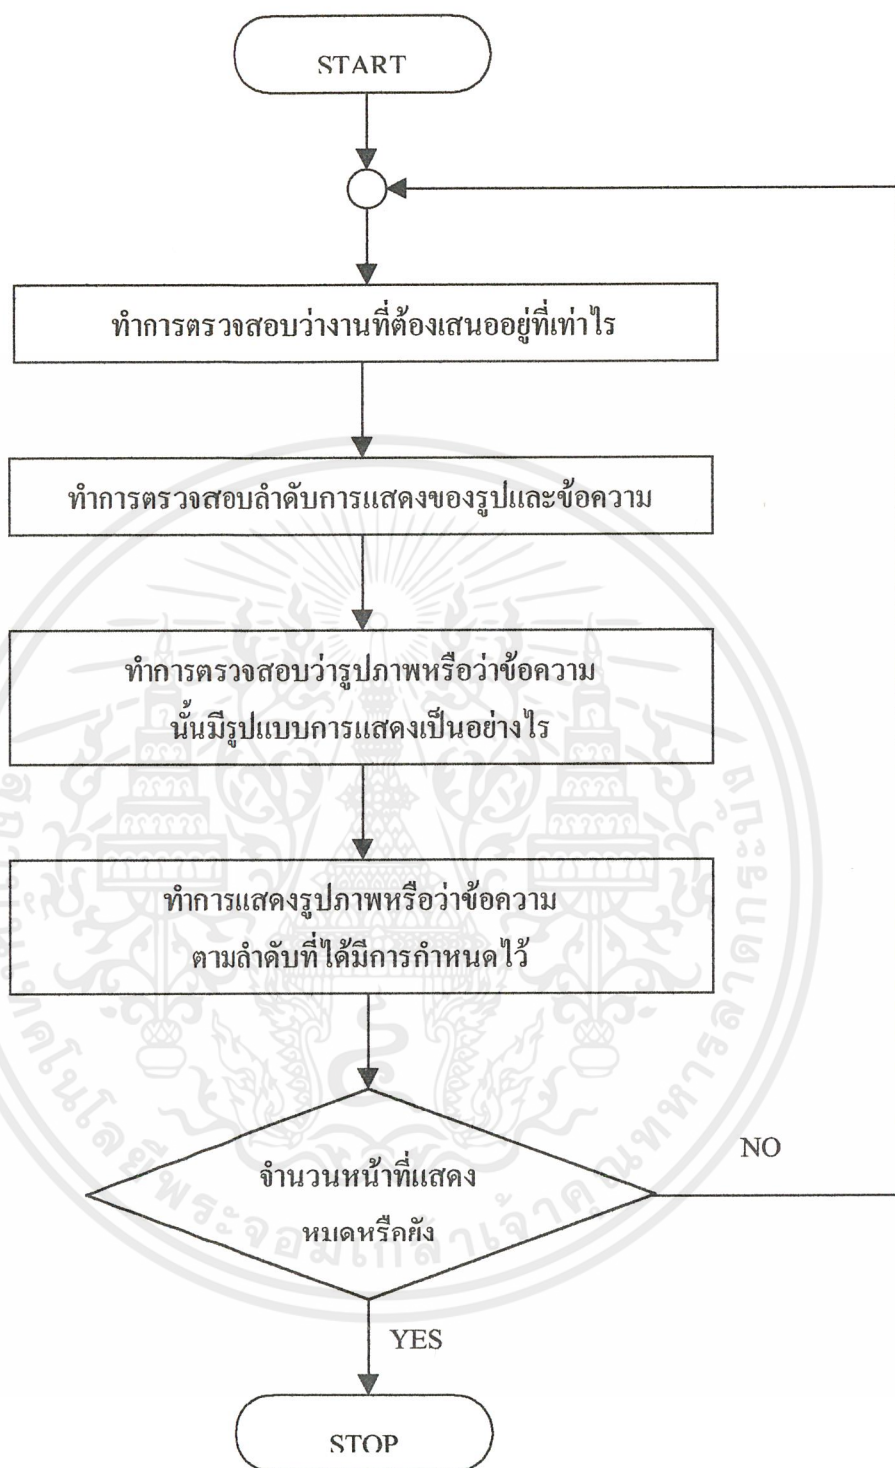 START
ทำการตรวจสอบว่างานที่ต้องเสนออยู่ที่เท่าไร
ทำการตรวจสอบลำดับการแสดงของรูปและข้อความ
ทำการตรวจสอบว่ารูปภาพหรือว่าข้อความ
นั้นมีรูปแบบการแสดงเป็นอย่างไร
ทำการแสดงรูปภาพหรือว่าข้อความ
ตามลำดับที่ได้มีการกำหนดไว้
จำนวนหน้าที่แสดง
หมดหรือยัง
NO
YES
STOP